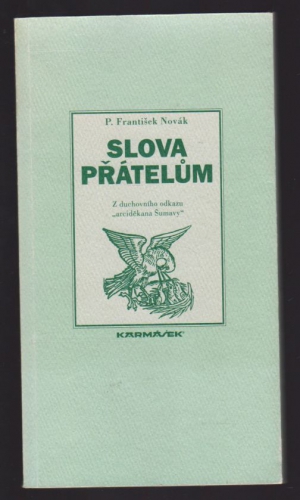 P. František Novák
SLOVA
PŘÁTELŮM
Z duchovního odkazu
„arciděkana Šumavy“
KARMÁŠEK